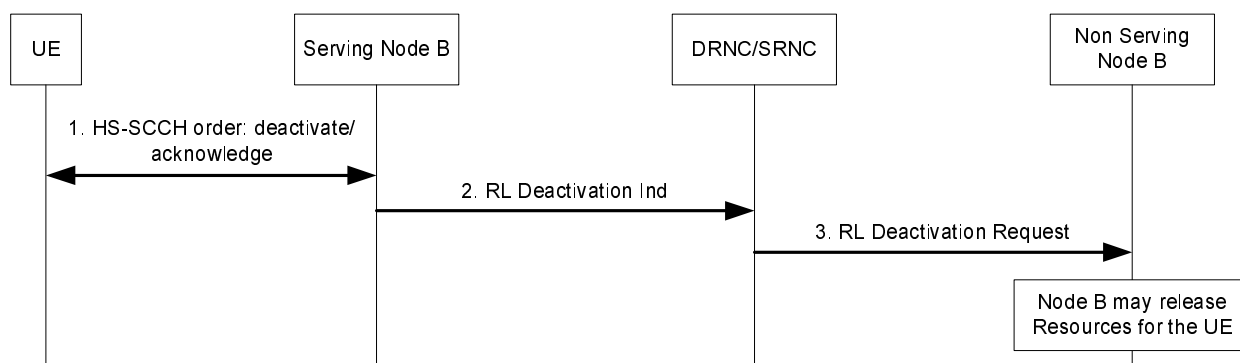 UE
Serving Node B
DRNC/SRNC
Non Serving
Node B
1. HS-SCCH order: deactivate/
acknowledge
2. RL Deactivation Ind
3. RL Deactivation Request
Node B may release
Resources for the UE